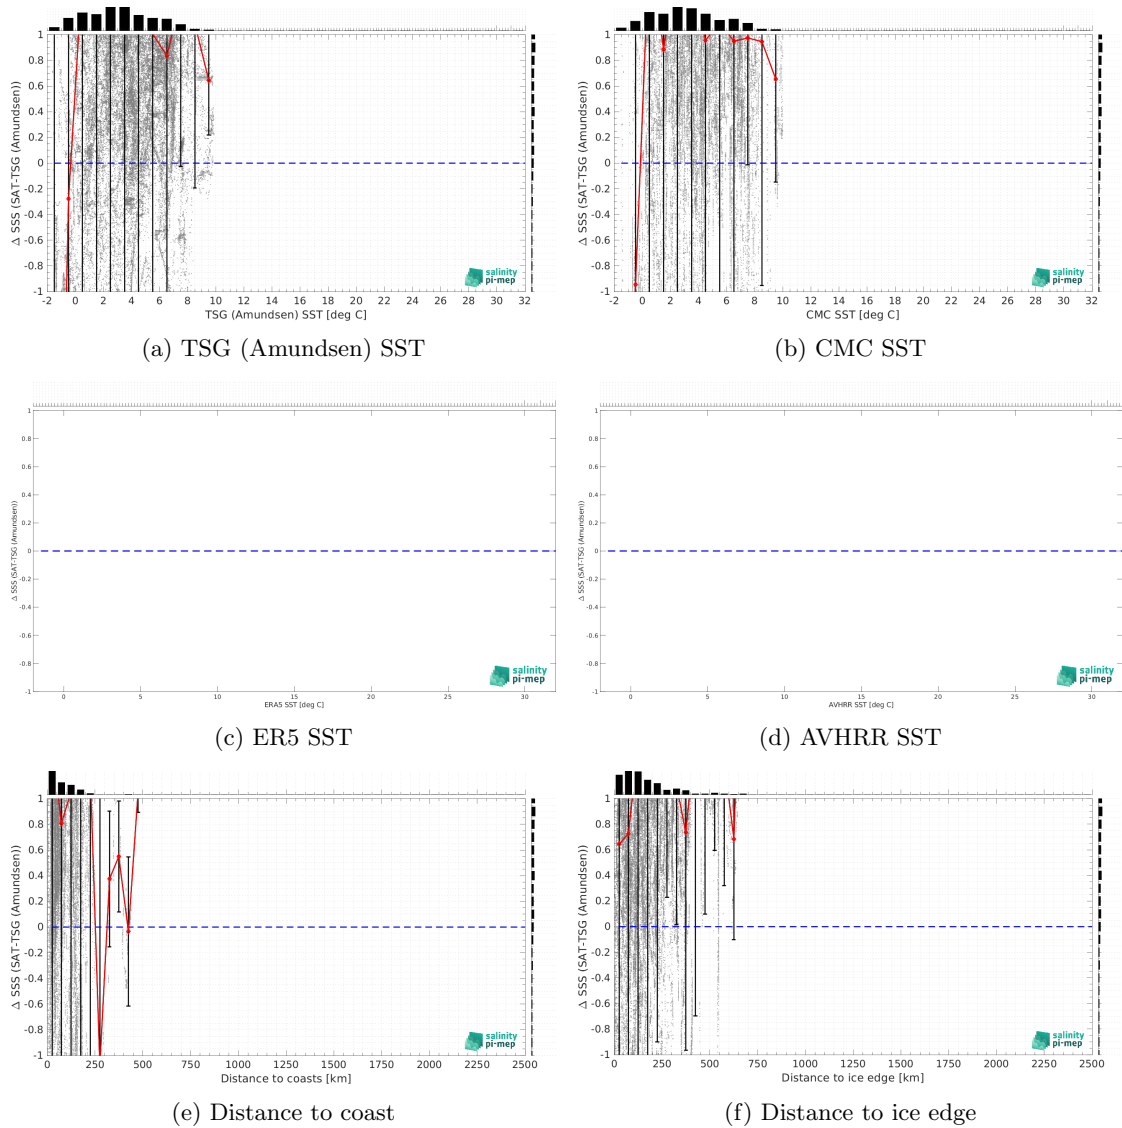 1
0.8
0.6
0.4
0.2
0
-0.2
-0.4
-0.6
-0.8
-1
Δ SSS (SAT-TSG (Amundsen))
-2 0 2 4 6 8 10 12 14 16 18 20 22 24 26 28 30 32
TSG (Amundsen) SST [deg C]
salinity
pi-mep
(a) TSG (Amundsen) SST
1
0.8
0.6
0.4
0.2
0
-0.2
-0.4
-0.6
-0.8
-1
Δ SSS (SAT-TSG (Amundsen))
-2 0 2 4 6 8 10 12 14 16 18 20 22 24 26 28 30 32
CMC SST [deg C]
salinity
pi-mep
(b) CMC SST
1
0.8
0.6
0.4
0.2
0
-0.2
-0.4
-0.6
-0.8
-1
Δ SSS (SAT-TSG (Amundsen))
0 5 10 15 20 25 30
ERA5 SST [deg C]
salinity
pi-mep
(c) ER5 SST
1
0.8
0.6
0.4
0.2
0
-0.2
-0.4
-0.6
-0.8
-1
Δ SSS (SAT-TSG (Amundsen))
0 5 10 15 20 25 30
AVHRR SST [deg C]
salinity
pi-mep
(d) AVHRR SST
1
0.8
0.6
0.4
0.2
0
-0.2
-0.4
-0.6
-0.8
-1
Δ SSS (SAT-TSG (Amundsen))
0 250 500 750 1000 1250 1500 1750 2000 2250 2500
Distance to coasts [km]
salinity
pi-mep
(e) Distance to coast
1
0.8
0.6
0.4
0.2
0
-0.2
-0.4
-0.6
-0.8
-1
Δ SSS (SAT-TSG (Amundsen))
0 250 500 750 1000 1250 1500 1750 2000 2250 2500
Distance to ice edge [km]
salinity
pi-mep
(f) Distance to ice edge